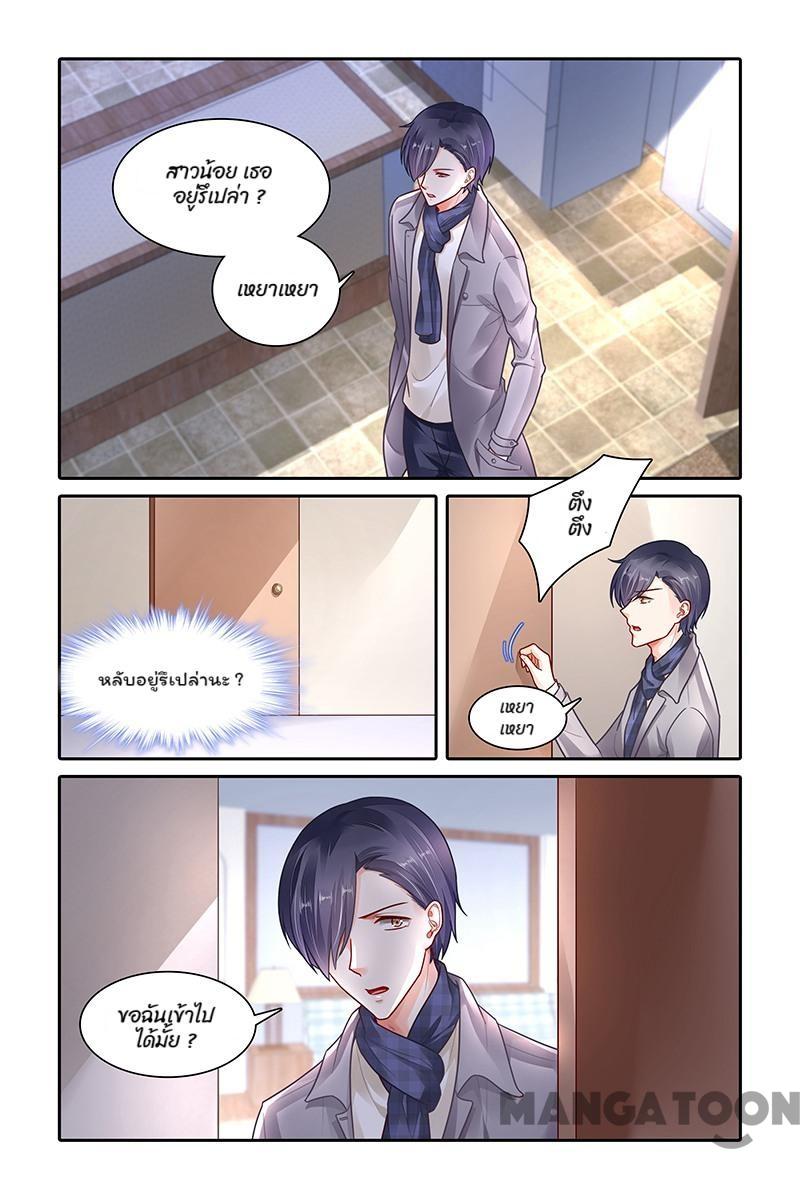 สาวน้อย เธอ
อยู่รึเปล่า ?
เหยาเหยา
หลับอยู่รึเปล่านะ ?
ตึง
ตึง
เหยา
เหยา
ขอฉันเข้าไป
ได้มั้ย ?
MANGATOON